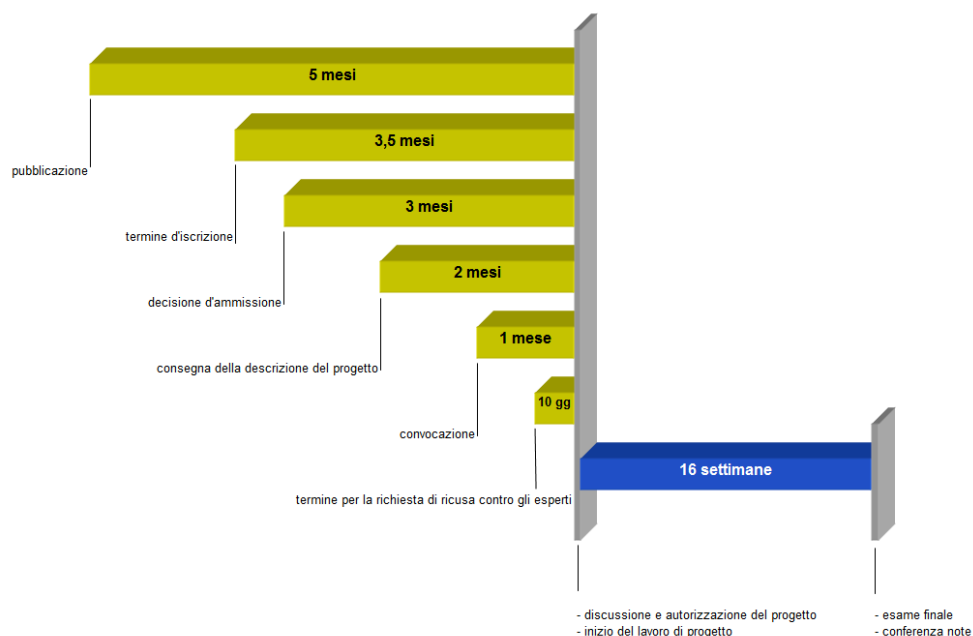 5 mesi
pubblicazione
3,5 mesi
termine d'iscrizione
3 mesi
decisione d'ammissione
2 mesi
consegna della descrizione del progetto
1 mese
convocazione
10 gg
termine per la richiesta di ricusa contro gli esperti
16 settimane
- discussione e autorizzazione del progetto
- inizio del lavoro di progetto
- esame finale
- conferenza note